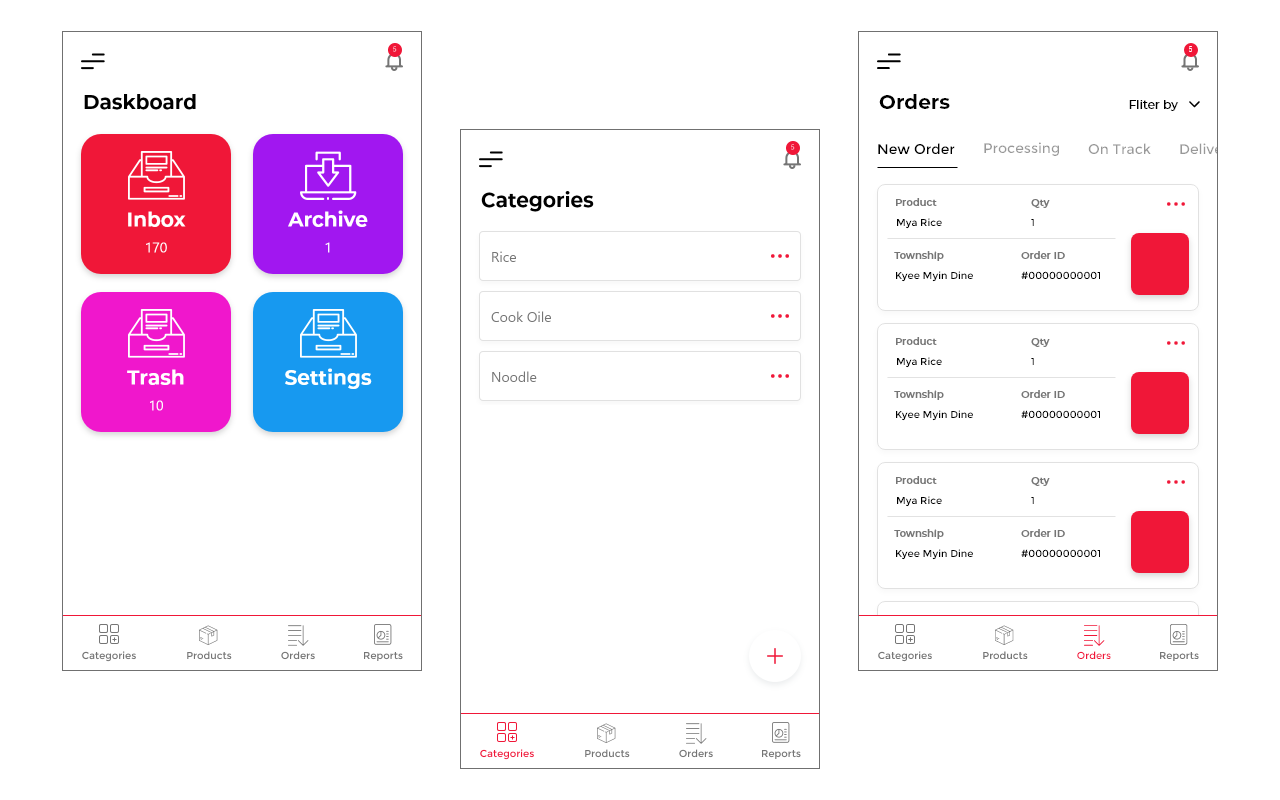 5
Daskboard
Inbox
170
Archive
1
Trash
10
Settings
Categories
Products
Orders
Reports
5
Categories
Rice
Cook Oile
Noodle
Categories
Products
Orders
Reports
5
Orders
Fliter by
New Order Processing On Track Delive
Product Qty
Mya Rice 1
Township Order ID
Kyee Myin Dine #00000000001
Product Qty
Mya Rice 1
Township Order ID
Kyee Myin Dine #00000000001
Product Qty
Mya Rice 1
Township Order ID
Kyee Myin Dine #00000000001
Categories
Products
Orders
Reports